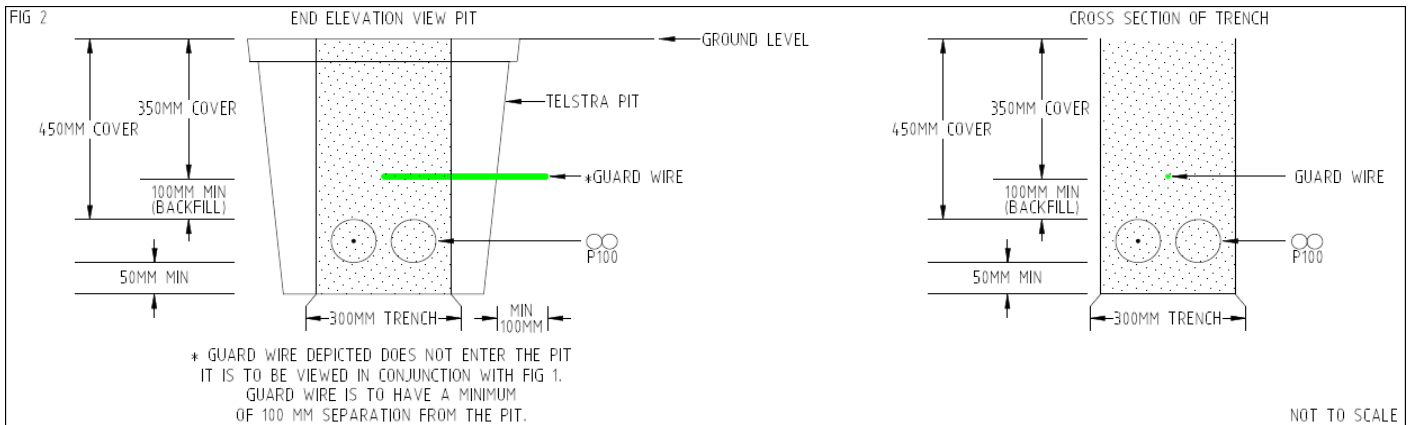 FIG 2
END ELEVATION VIEW PIT
GROUND LEVEL
350MM COVER
450MM COVER
TELSTRA PIT
*GUARD WIRE
100MM MIN
(BACKFILL)
P100
50MM MIN
300MM TRENCH
MIN
100MM
* GUARD WIRE DEPICTED DOES NOT ENTER THE PIT
IT IS TO BE VIEWED IN CONJUNCTION WITH FIG 1.
GUARD WIRE IS TO HAVE A MINIMUM
OF 100 MM SEPARATION FROM THE PIT.
CROSS SECTION OF TRENCH
350MM COVER
450MM COVER
GUARD WIRE
100MM MIN
(BACKFILL)
P100
50MM MIN
300MM TRENCH
NOT TO SCALE